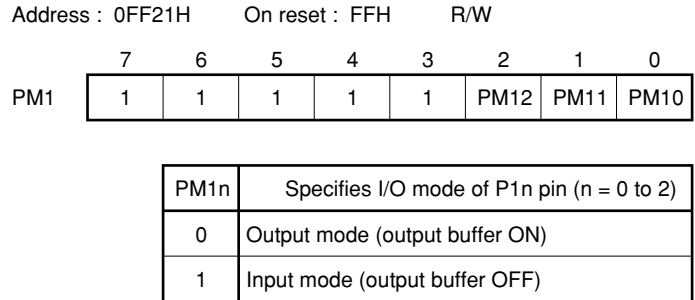 Address : 0FF21H On reset : FFH R/W
7 6 5 4 3 2 1 0
PM1 1 1 1 1 1 PM12 PM11 PM10
PM1n Specifies I/O mode of P1n pin (n = 0 to 2)
0 Output mode (output buffer ON)
1 Input mode (output buffer OFF)